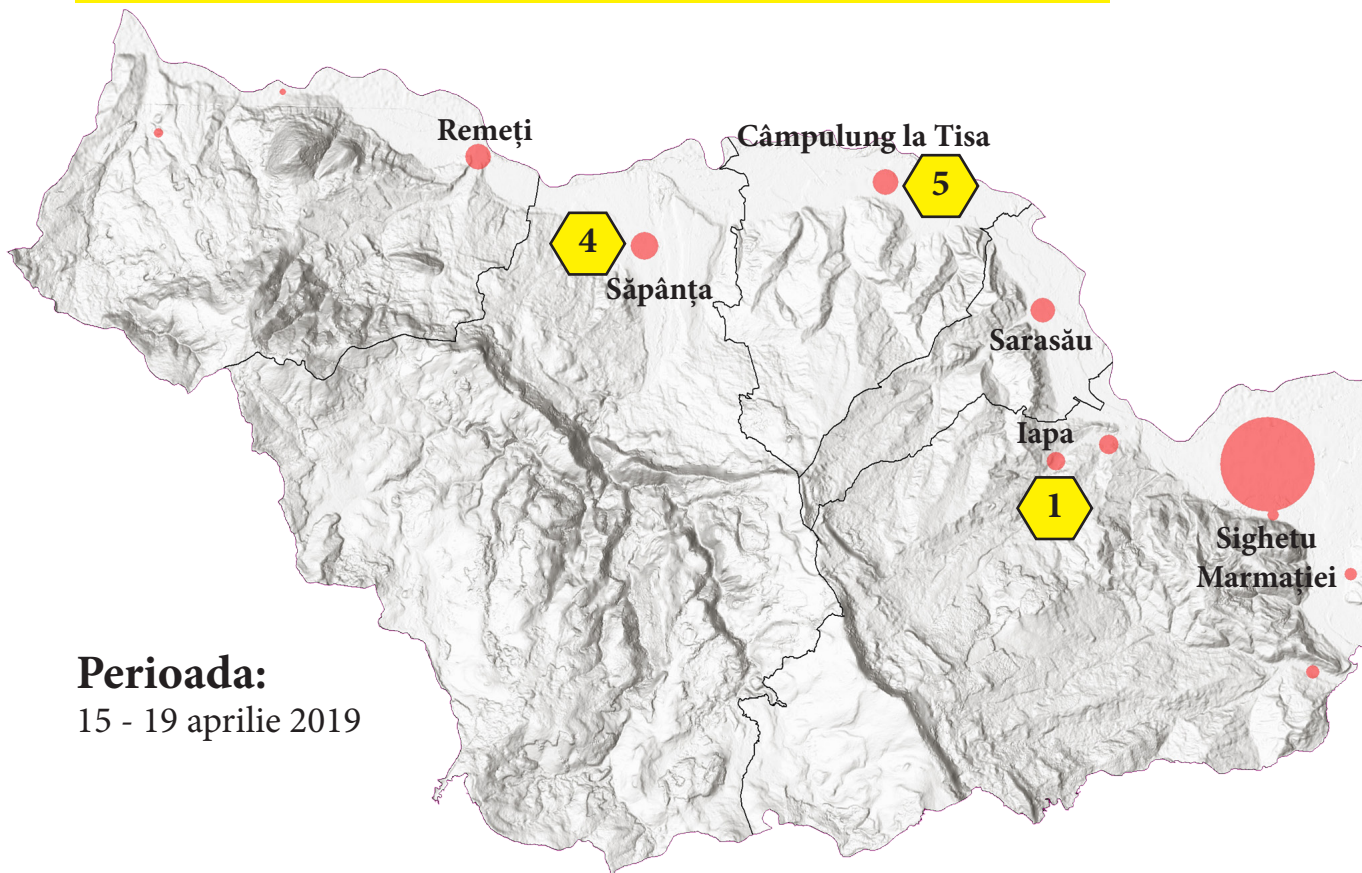 Remeți
Câmpulung la Tisa
5
4
Săpânța
Sarasău
Iapa
1
Sighetu
Marmației
Perioada:
15 - 19 aprilie 2019